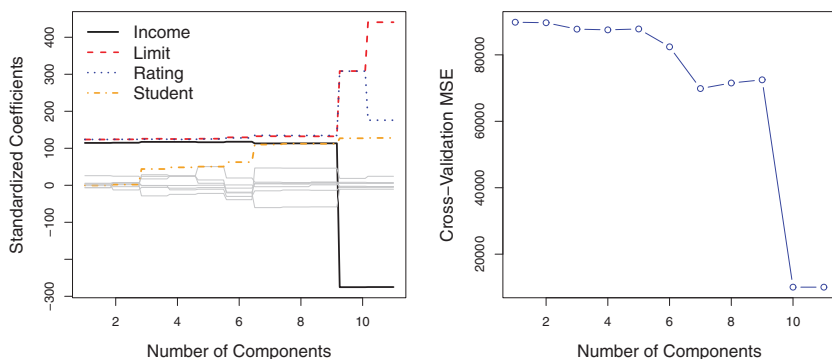 Income
Limit
Rating
Student
Standardized Coefficients
-300
-100
0
100
200
300
400
2
4
6
8
10
Number of Components
Cross-Validation MSE
20000
40000
60000
80000
2
4
6
8
10
Number of Components